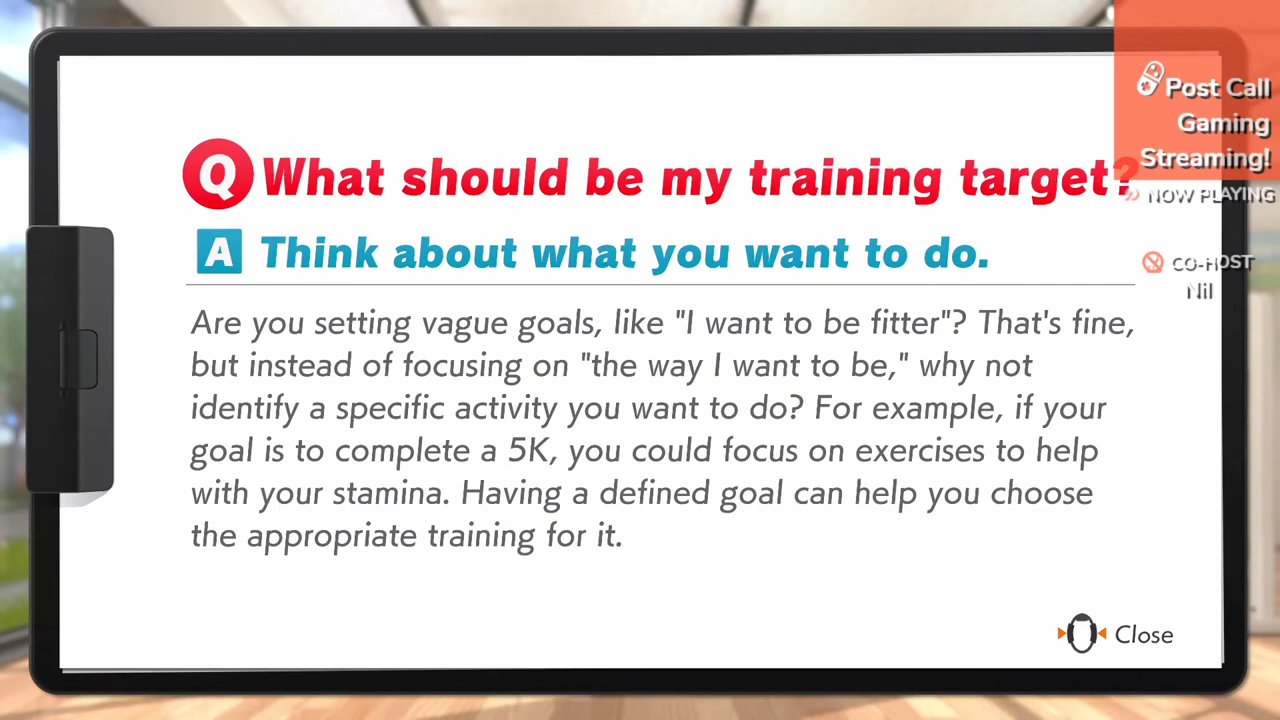 Post Call
Gaming
Streaming!
NOW PLAYING
CO-HOST
Nil
Q What should be my training target?
A Think about what you want to do.
Are you setting vague goals, like "I want to be fitter"? That's fine,
but instead of focusing on "the way I want to be," why not
identify a specific activity you want to do? For example, if your
goal is to complete a 5K, you could focus on exercises to help
with your stamina. Having a defined goal can help you choose
the appropriate training for it.
Close